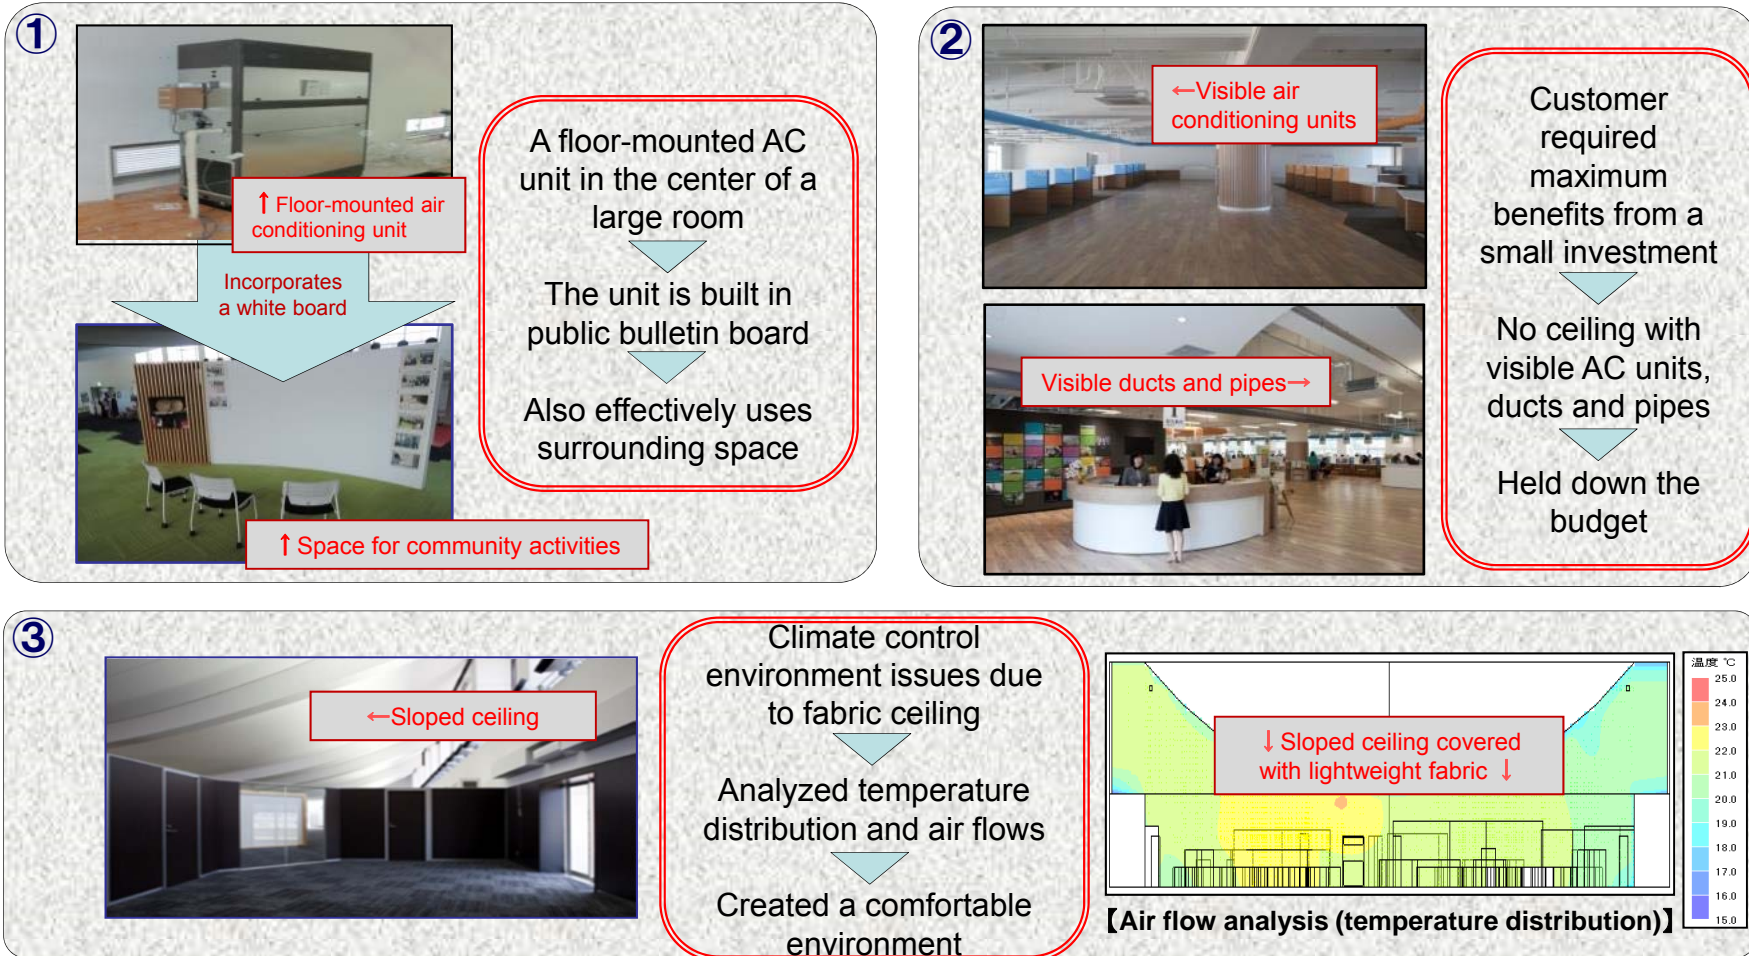 ①
↑ Floor-mounted air
conditioning unit
Incorporates
a white board
↑ Space for community activities
A floor-mounted AC
unit in the center of a
large room
The unit is built in
public bulletin board
Also effectively uses
surrounding space
②
←Visible air
conditioning units
Visible ducts and pipes→
Customer
required
maximum
benefits from a
small investment
No ceiling with
visible AC units,
ducts and pipes
Held down the
budget
③
←Sloped ceiling
Climate control
environment issues due
to fabric ceiling
Analyzed temperature
distribution and air flows
Created a comfortable
environment
↓ Sloped ceiling covered
with lightweight fabric ↓
【Air flow analysis (temperature distribution)】
温度 ℃
25.0
24.0
23.0
22.0
21.0
20.0
19.0
18.0
17.0
16.0
15.0